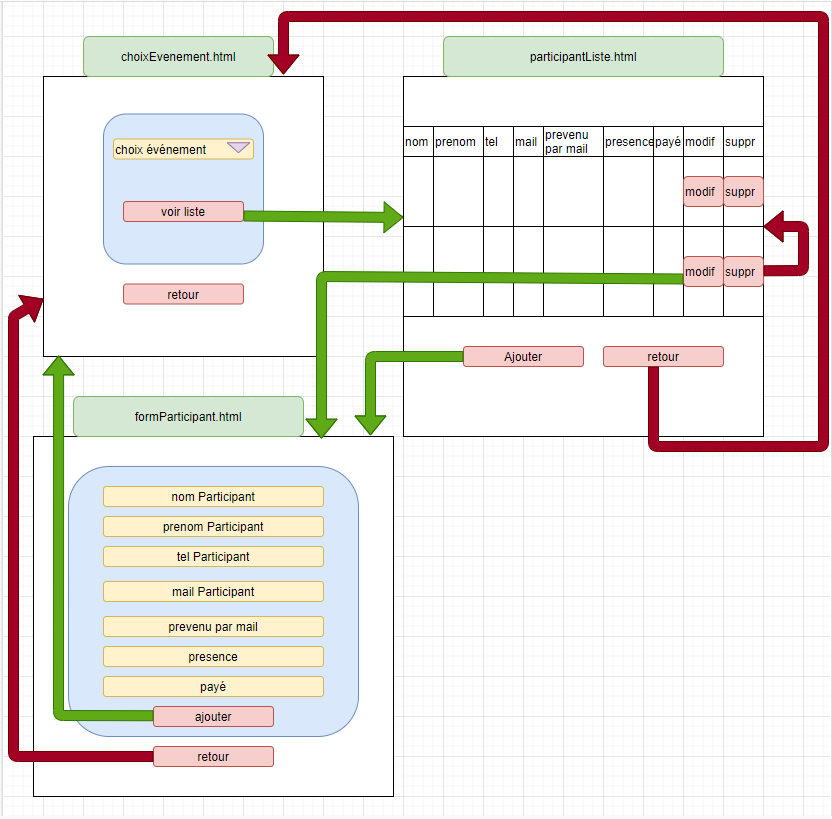 choixEvenement.html
choix événement
voir liste
retour
participantListe.html
nom prenom tel mail prevenu par mail presence payé modif suppr
modif suppr
modif suppr
Ajouter retour
formParticipant.html
nom Participant
prenom Participant
tel Participant
mail Participant
prevenu par mail
presence
payé
ajouter
retour